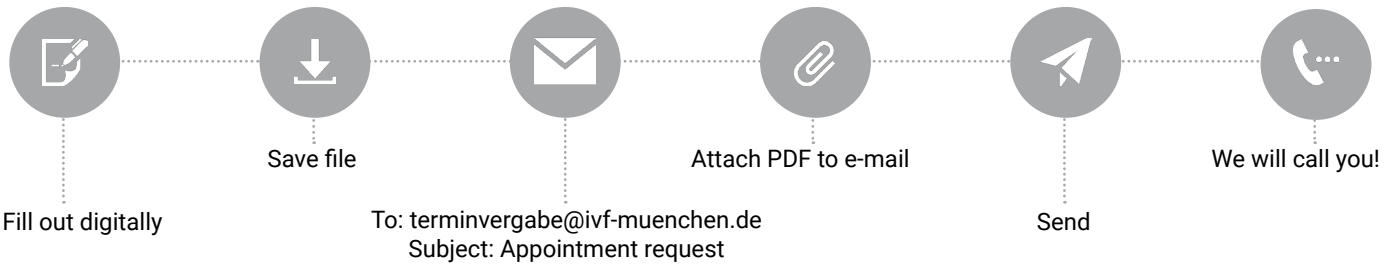 Fill out digitally
Save file
To: terminvergabe@ivf-muenchen.de
Subject: Appointment request
Attach PDF to e-mail
Send
We will call you!